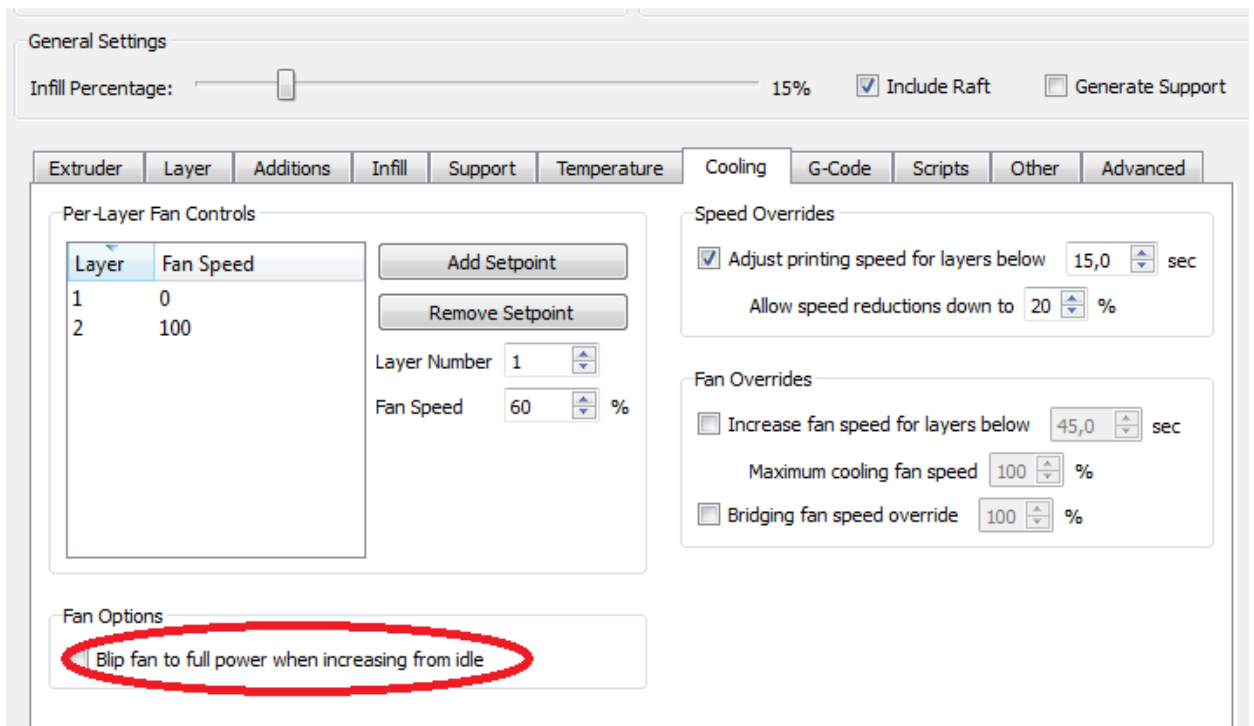 General Settings
Infill Percentage: 15% Include Raft Generate Support
Extruder Layer Additions Infill Support Temperature Cooling G-Code Scripts Other Advanced
Per-Layer Fan Controls
Layer Fan Speed
1 0
2 100
Add Setpoint
Remove Setpoint
Layer Number 1
Fan Speed 60 %
Speed Overrides
Adjust printing speed for layers below 15,0 sec
Allow speed reductions down to 20 %
Fan Overrides
Increase fan speed for layers below 45,0 sec
Maximum cooling fan speed 100 %
Bridging fan speed override 100 %
Fan Options
Blip fan to full power when increasing from idle